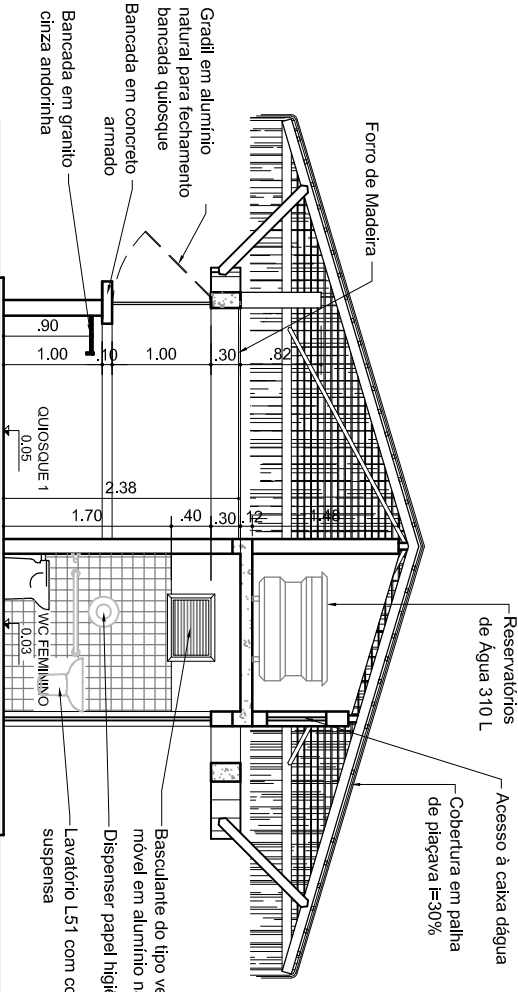 Gradil em alumínio
natural para fechamento
bancada quiosque
Bancada em concreto
armado
Bancada em granito
cinza andorinha
Forro de Madeira
Reservatórios
de Água 310 L
Acesso à caixa dágua
Cobertura em palha
de piaçava i=30%
.90
1.00
.10
1.00
.30
.82
QUIOSQUE 1
0.05
2.38
1.70
.40
.30
.12
1.48
WC FEMININO
0.03
Basculante do tipo ve
móvel em alumínio na
Dispenser papel higiê
Lavatório L51 com co
suspensa